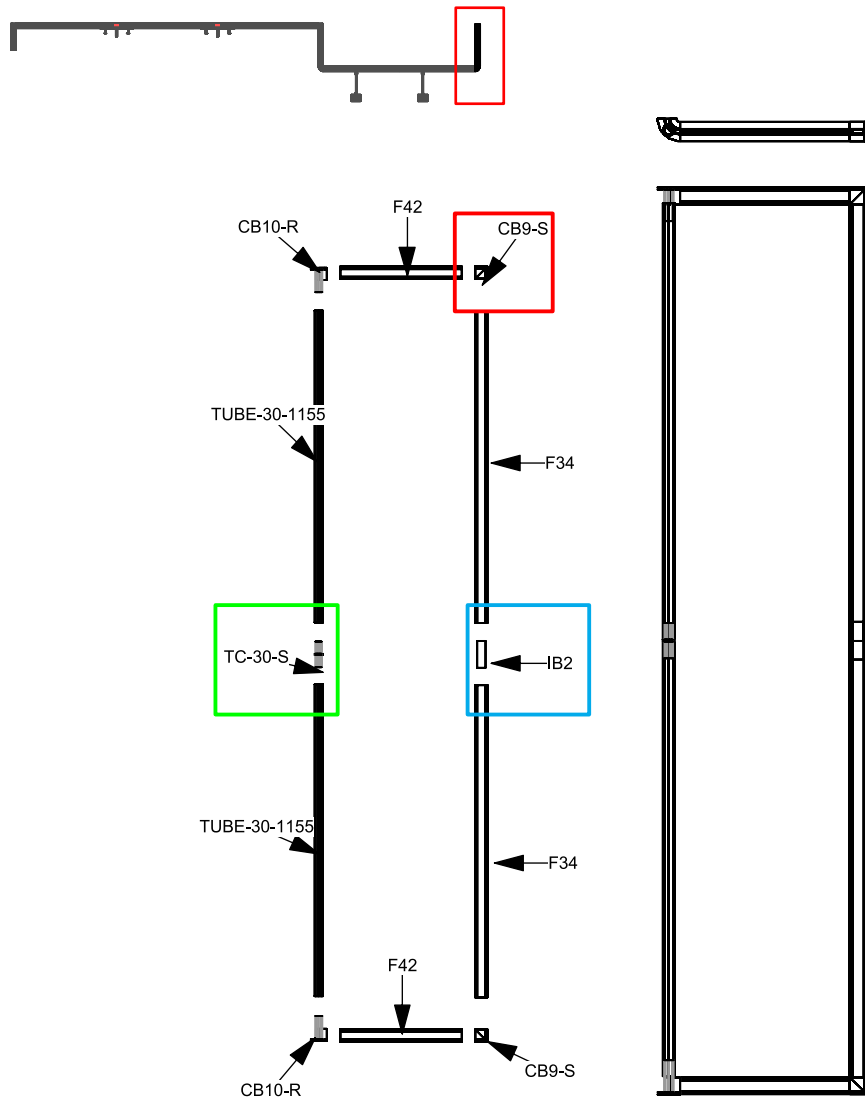 F42
CB10-R
CB9-S
TUBE-30-1155
F34
TC-30-S
IB2
TUBE-30-1155
F34
F42
CB9-S
CB10-R